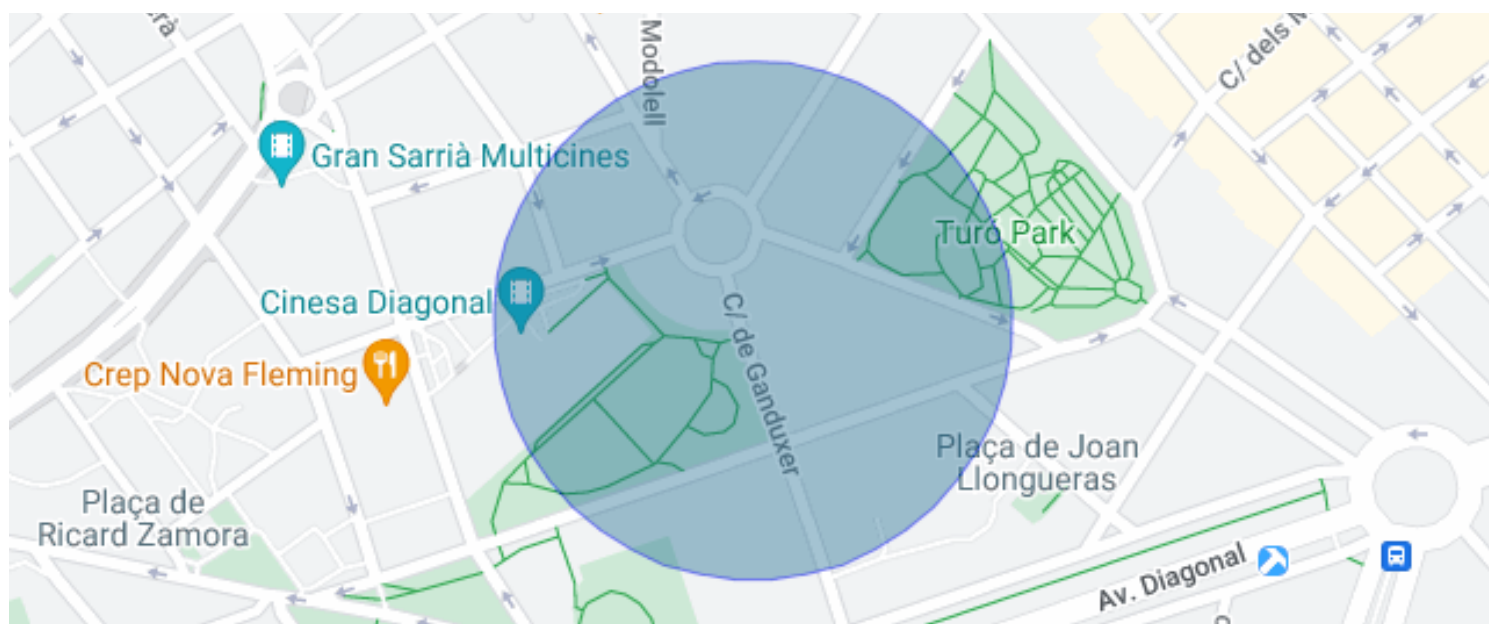 Modolell
C/ dels M
Gran Sarrià Multicines
Turó Park
Cinesa Diagonal
C/ de Ganduxer
Crep Nova Fleming
Plaça de Joan
Llongueras
Plaça de
Ricard Zamora
Av. Diagonal